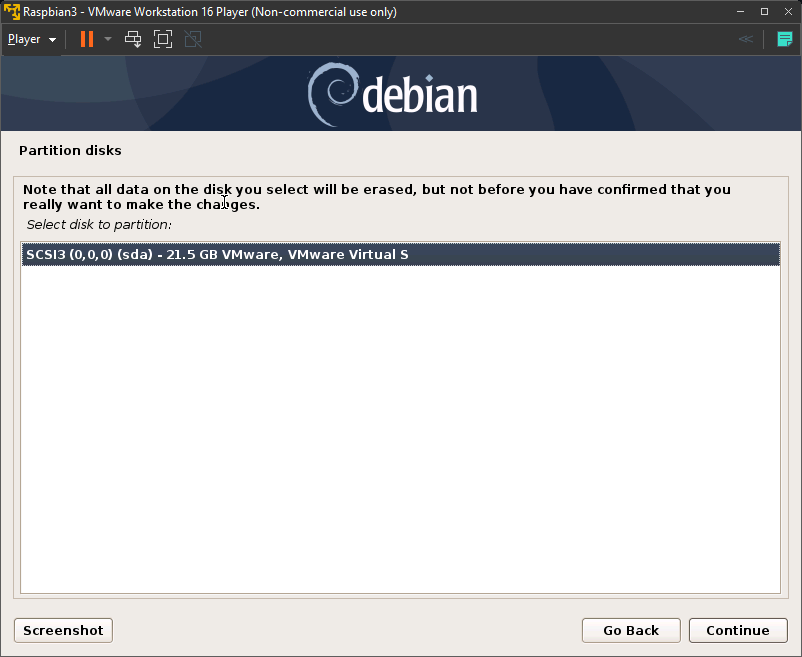 Raspbian3 - VMware Workstation 16 Player (Non-commercial use only)
Player
debian
Partition disks
Note that all data on the disk you select will be erased, but not before you have confirmed that you
really want to make the changes.
Select disk to partition:
SCSI3 (0,0,0) (sda) - 21.5 GB VMware, VMware Virtual S
Screenshot
Go Back
Continue